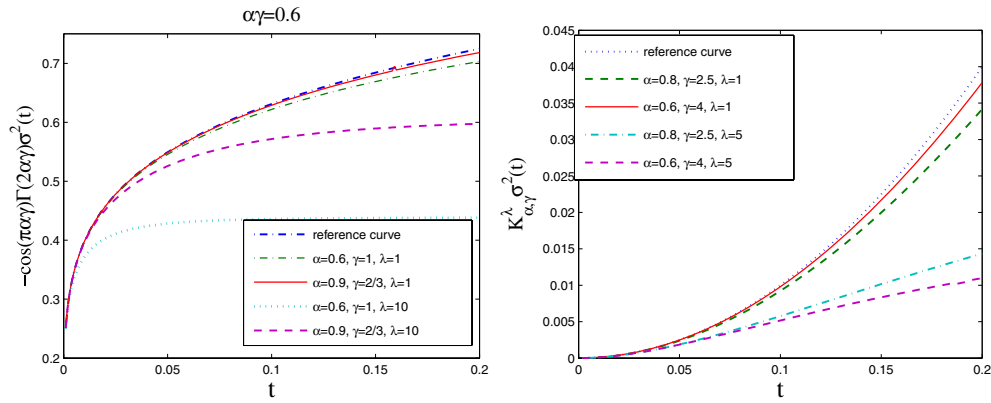 αγ=0.6
−cos(παγ)Γ(2αγ)σ²(t)
0.7
0.6
0.5
0.4
0.3
0.2
0
0.05
0.1
0.15
0.2
t
reference curve
α=0.6, γ=1, λ=1
α=0.9, γ=2/3, λ=1
α=0.6, γ=1, λ=10
α=0.9, γ=2/3, λ=10
K^λ_{α,γ}σ²(t)
0.045
0.04
0.035
0.03
0.025
0.02
0.015
0.01
0.005
0
0
0.05
0.1
0.15
0.2
t
reference curve
α=0.8, γ=2.5, λ=1
α=0.6, γ=4, λ=1
α=0.8, γ=2.5, λ=5
α=0.6, γ=4, λ=5